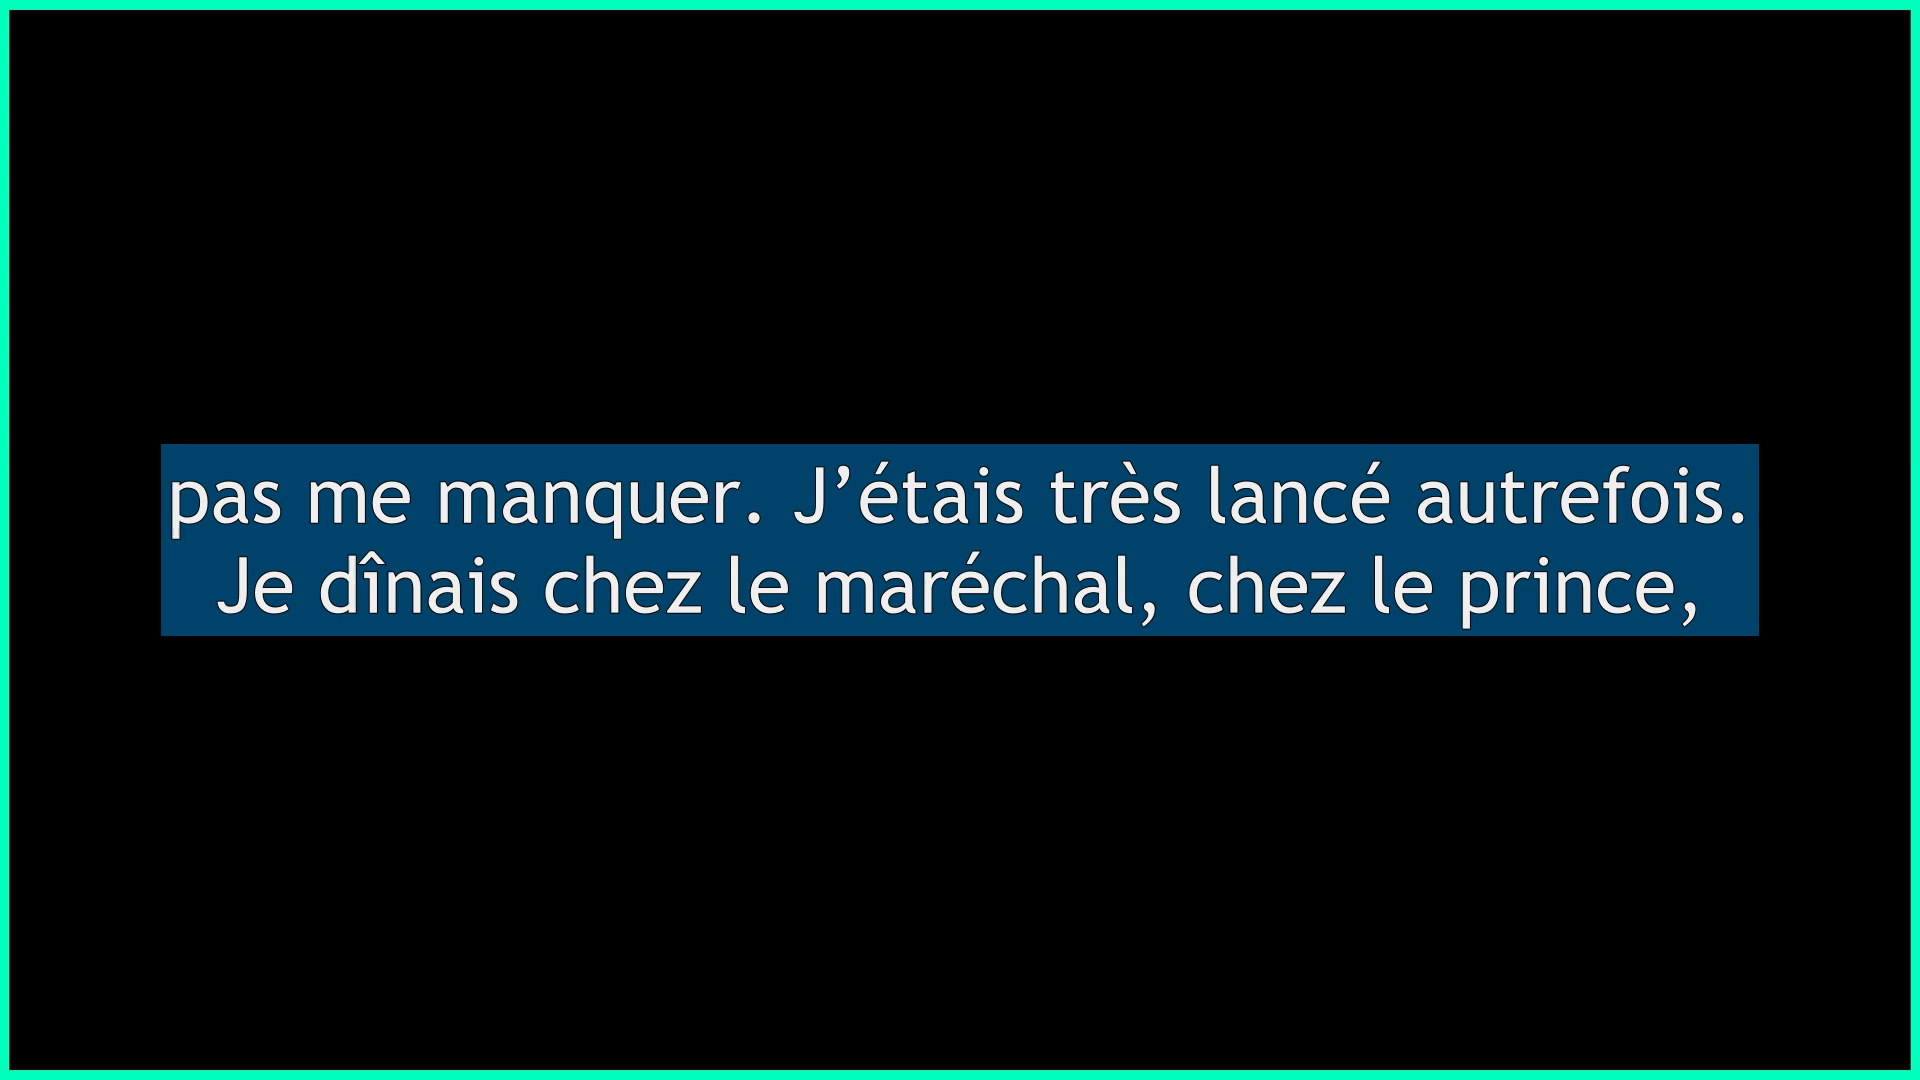 pas me manquer. J’étais très lancé autrefois.
Je dînais chez le maréchal, chez le prince,